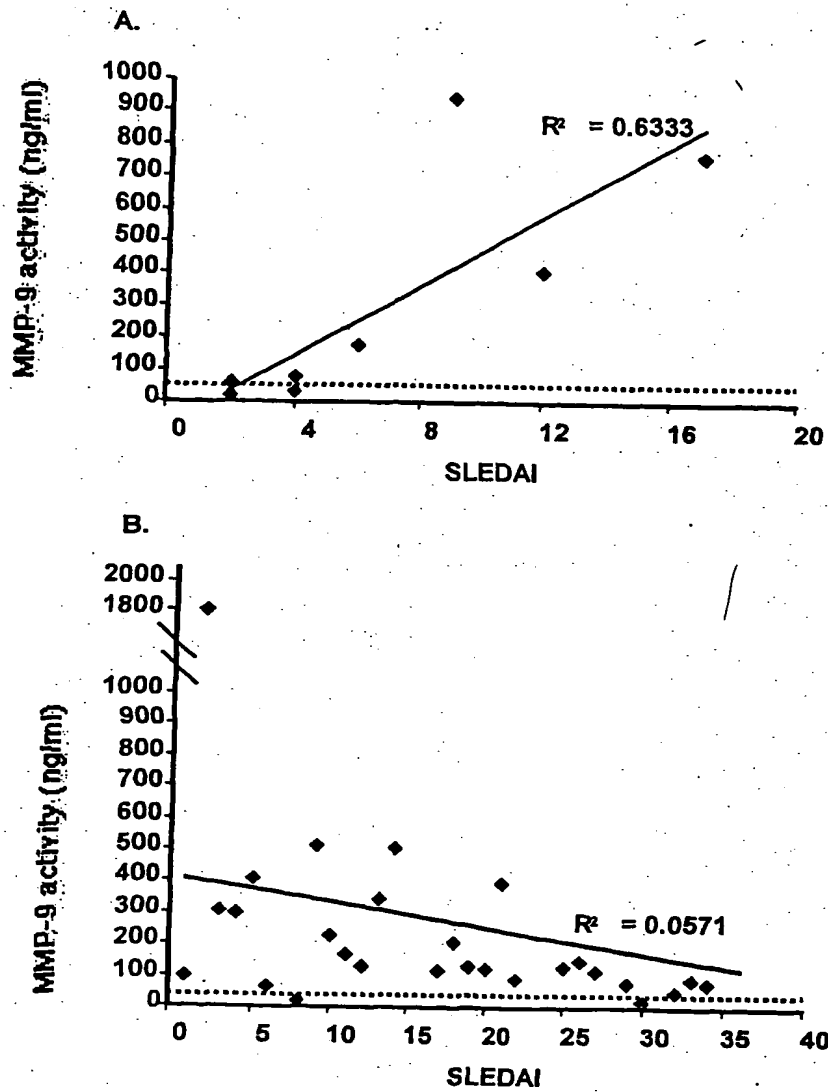 A.
MMP-9 activity (ng/ml)
1000
900
800
700
600
500
400
300
200
100
0
R² = 0.6333
0 4 8 12 16 20
SLEDAI
B.
MMP-9 activity (ng/ml)
2000
1800
1000
900
800
700
600
500
400
300
200
100
0
R² = 0.0571
0 5 10 15 20 25 30 35 40
SLEDAI